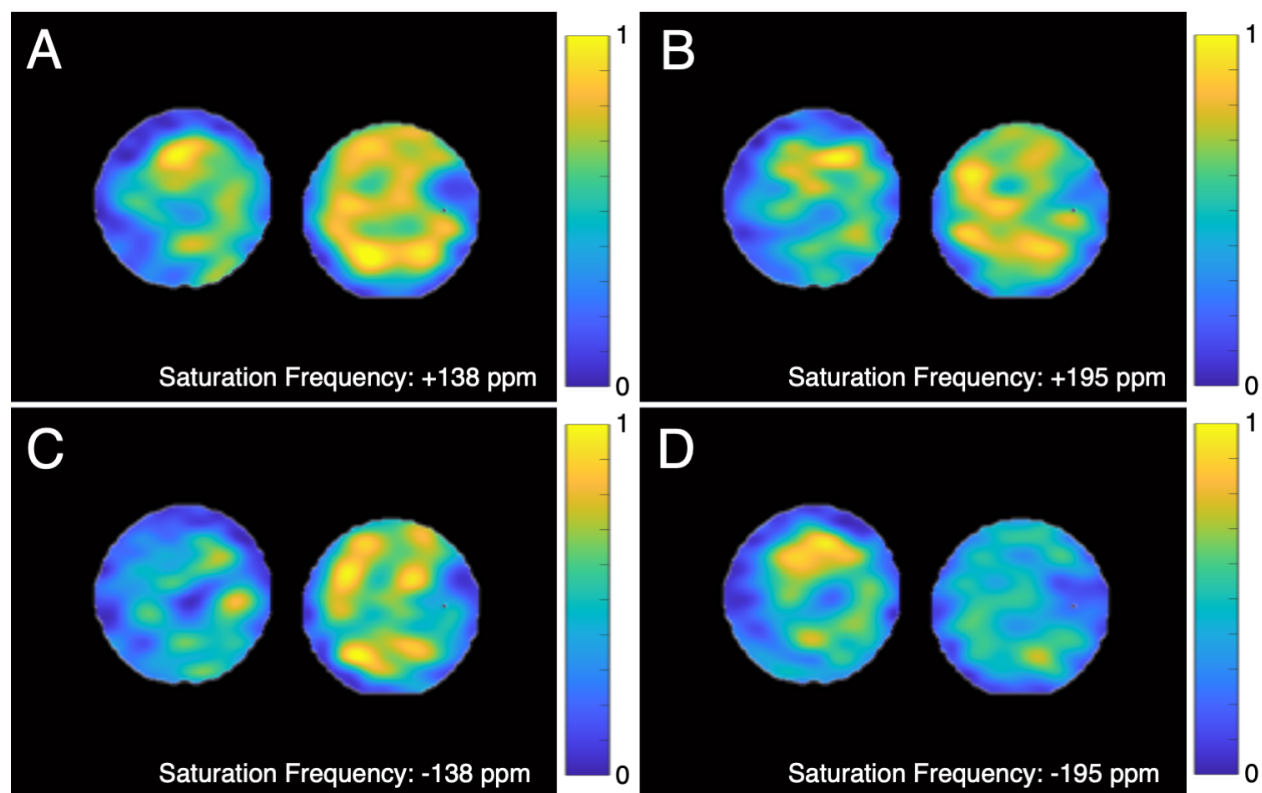 A
1
B
1
Saturation Frequency: +138 ppm
0
Saturation Frequency: +195 ppm
0
C
1
D
1
Saturation Frequency: -138 ppm
0
Saturation Frequency: -195 ppm
0